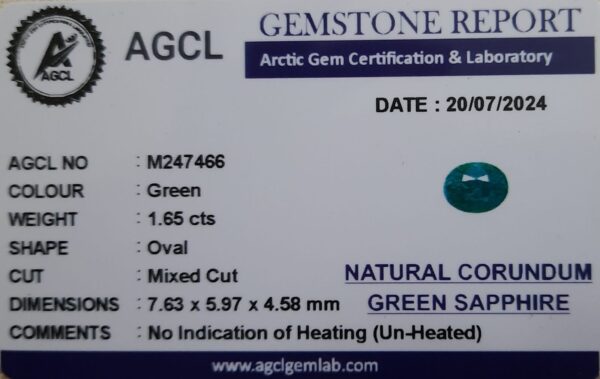 AGCL
AGCL
GEMSTONE REPORT
Arctic Gem Certification & Laboratory
DATE : 20/07/2024
AGCL NO : M247466
COLOUR : Green
WEIGHT : 1.65 cts
SHAPE : Oval
CUT : Mixed Cut
DIMENSIONS : 7.63 x 5.97 x 4.58 mm
COMMENTS : No Indication of Heating (Un-Heated)
NATURAL CORUNDUM
GREEN SAPPHIRE
www.agclgemlab.com